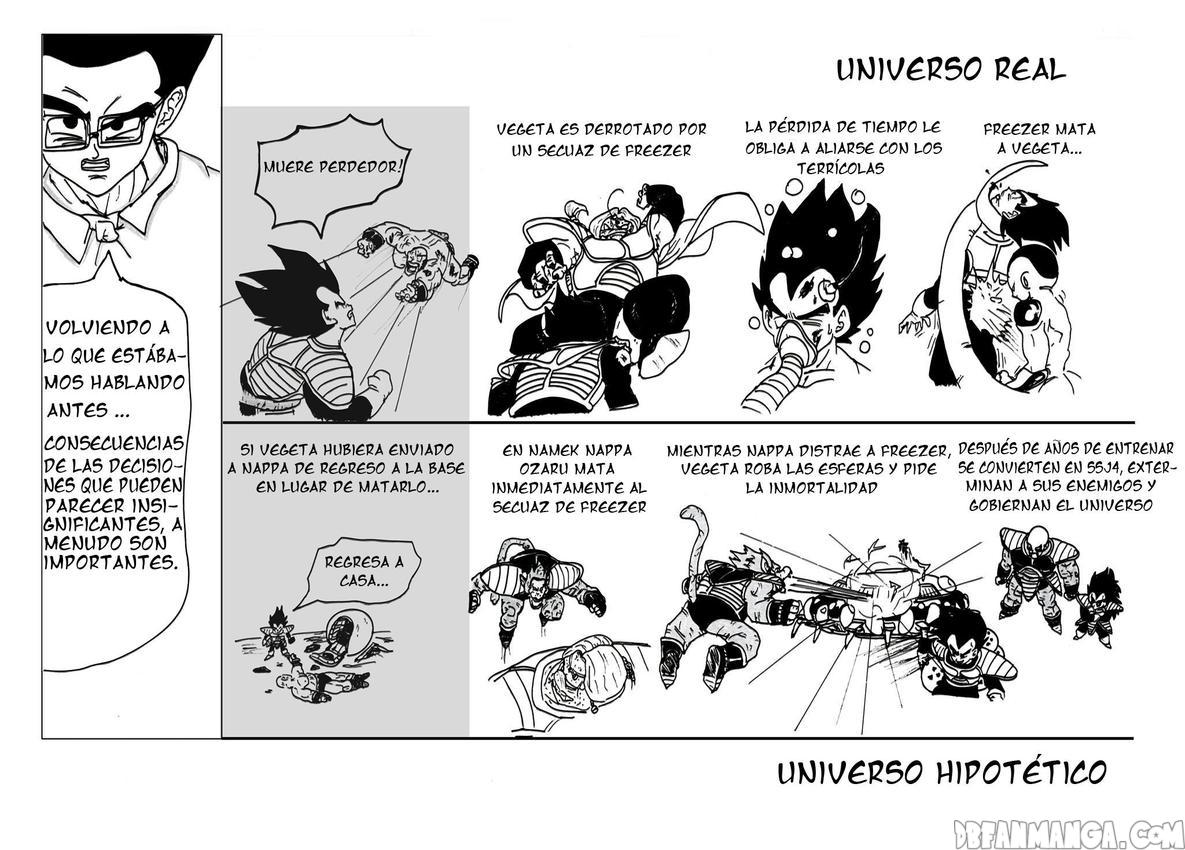 UNIVERSO REAL
VOLVIENDO A
LO QUE ESTÁBA-
MOS HABLANDO
ANTES ...
CONSECUENCIAS
DE LAS DECISIO-
NES QUE PUEDEN
PARECER INSI-
GNIFICANTES, A
MENUDO SON
IMPORTANTES.
MUERE PERDEDOR!
VEGETA ES DERROTADO POR
UN SECUAZ DE FREEZER
LA PÉRDIDA DE TIEMPO LE
OBLIGA A ALIARSE CON LOS
TERRÍCOLAS
FREEZER MATA
A VEGETA...
SI VEGETA HUBIERA ENVIADO
A NAPPA DE REGRESO A LA BASE
EN LUGAR DE MATARLO...
REGRESA A
CASA...
EN NAMEK NAPPA
OZARU MATA
INMEDIATAMENTE AL
SECUAZ DE FREEZER
MIENTRAS NAPPA DISTRAE A FREEZER,
VEGETA ROBA LAS ESFERAS Y PIDE
LA INMORTALIDAD
DESPUÉS DE AÑOS DE ENTRENAR
SE CONVIERTEN EN SSJ4, EXTER-
MINAN A SUS ENEMIGOS Y
GOBIERNAN EL UNIVERSO
UNIVERSO HIPOTÉTICO
DBFANMANGA.COM